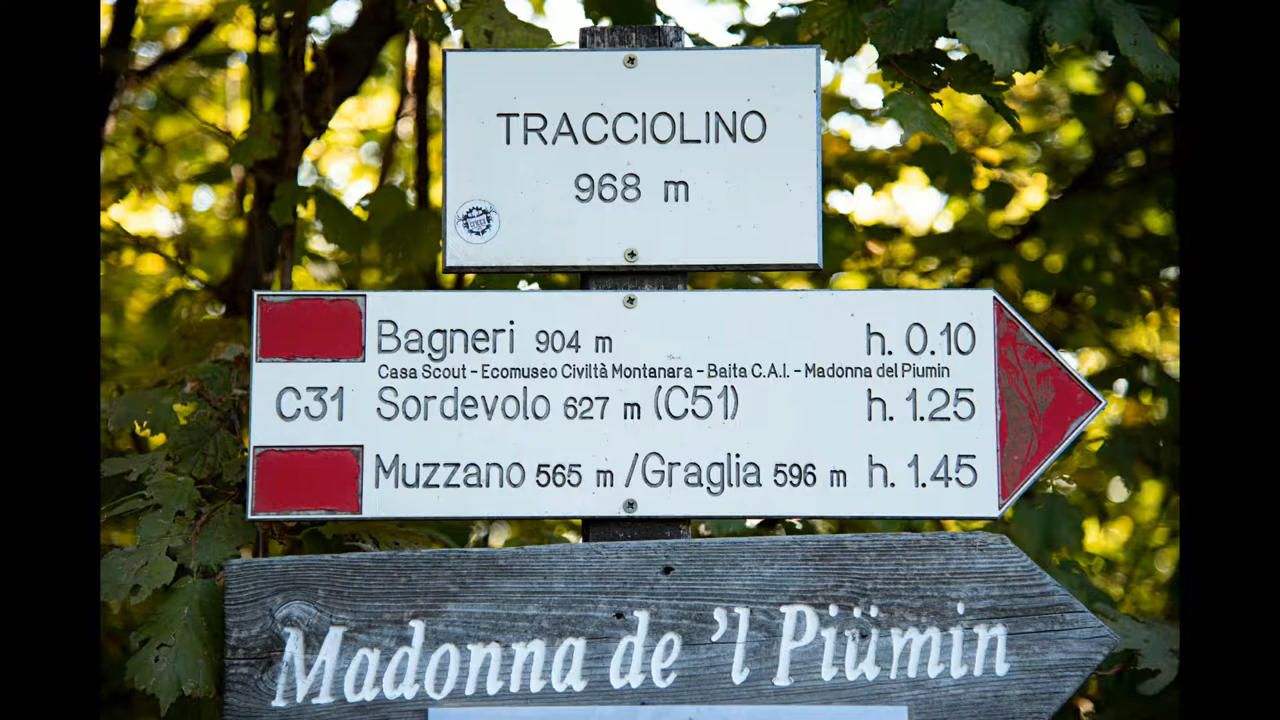 TRACCIOLINO
968 m
Bagneri 904 m h. 0.10
Casa Scout - Ecomuseo Civiltà Montanara - Baita C.A.I. - Madonna del Piumin
C31 Sordevolo 627 m (C51) h. 1.25
Muzzano 565 m /Graglia 596 m h. 1.45
Madonna de 'l Piümin